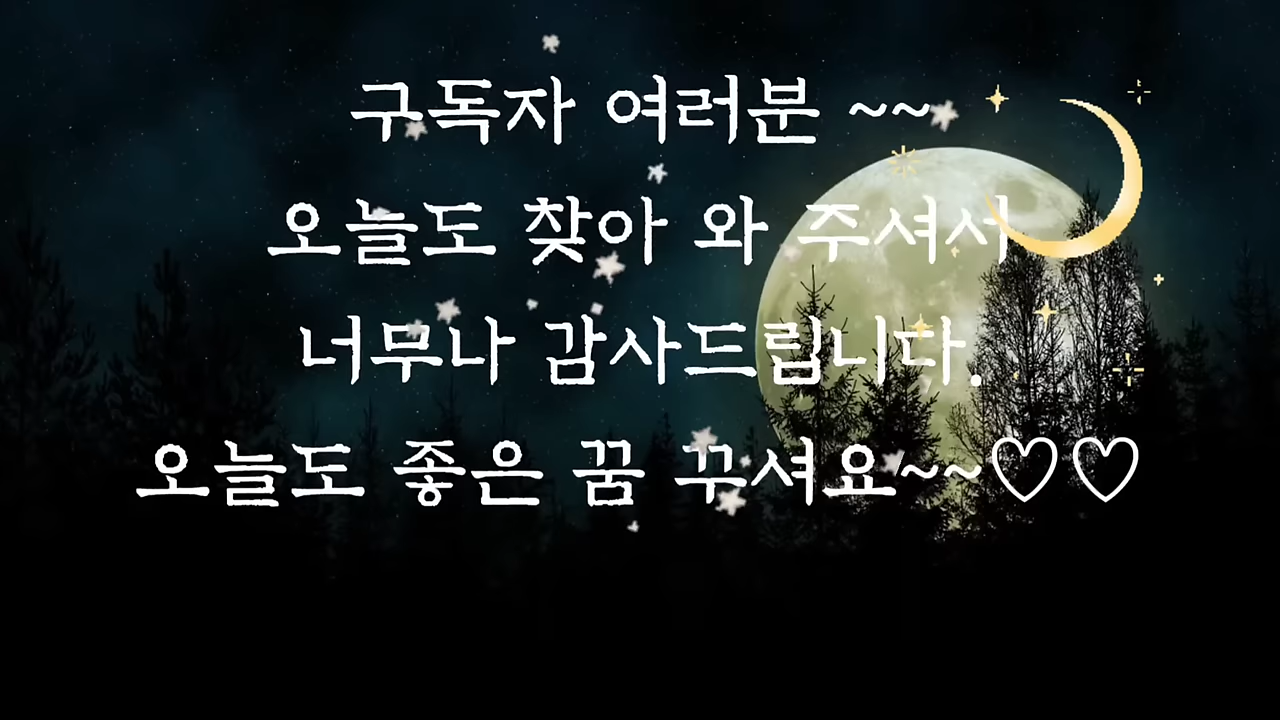 구독자 여러분 ~~
오늘도 찾아 와 주셔서
너무나 감사드립니다.
오늘도 좋은 꿈 꾸셔요~~♡♡